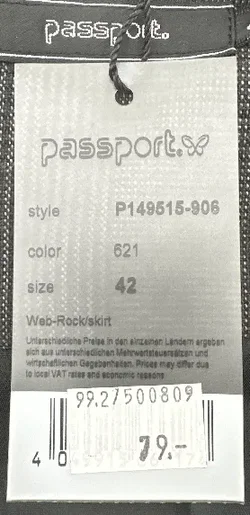 passport.
passport.
style P149515-906
color 621
size 42
Web-Rock/skirt
Unterschiedliche Preise in den einzelnen Ländern ergeben
sich aus unterschiedlichen Mehrwertsteuersätzen und
wirtschaftlichen Gegebenheiten. Prices may differ due
to local VAT rates and economic reasons
99.2/500809
79.-
4 0